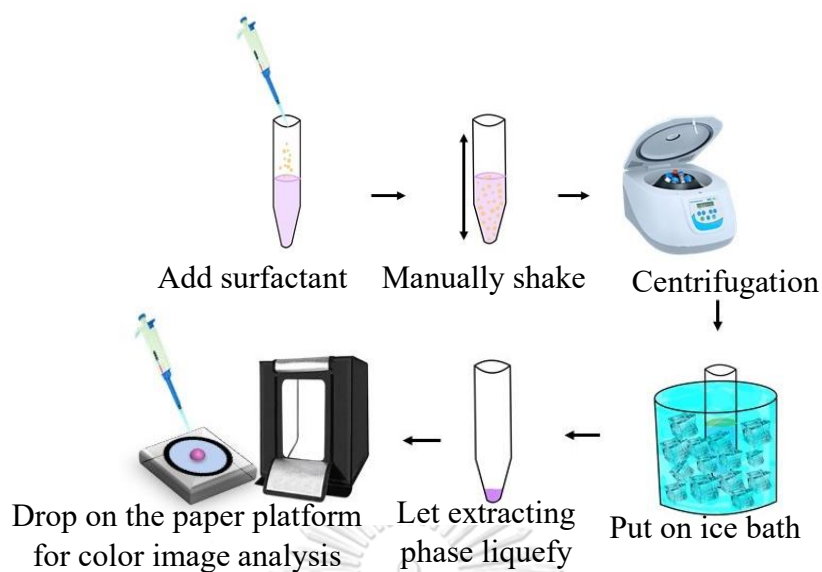 Add surfactant
Manually shake
Centrifugation
Put on ice bath
Let extracting
phase liquefy
Drop on the paper platform
for color image analysis